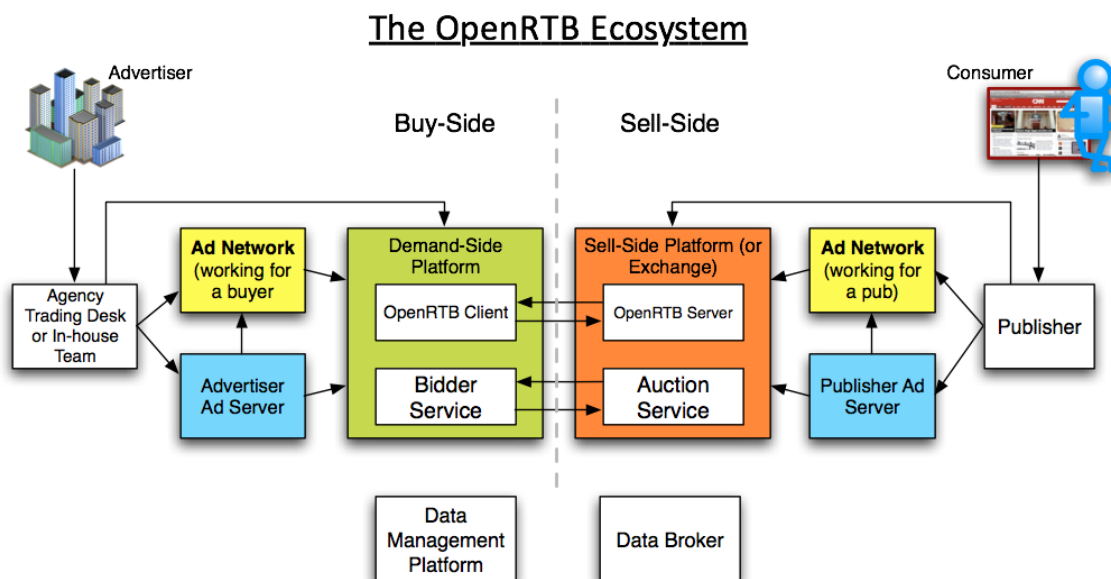 The OpenRTB Ecosystem
Advertiser
Consumer
CNN
Buy-Side
Sell-Side
Ad Network
(working for
a buyer
Demand-Side
Platform
Sell-Side Platform (or
Exchange)
Ad Network
(working for
a pub)
Agency
Trading Desk
or In-house
Team
OpenRTB Client
OpenRTB Server
Publisher
Advertiser
Ad Server
Bidder
Service
Auction
Service
Publisher Ad
Server
Data
Management
Platform
Data Broker